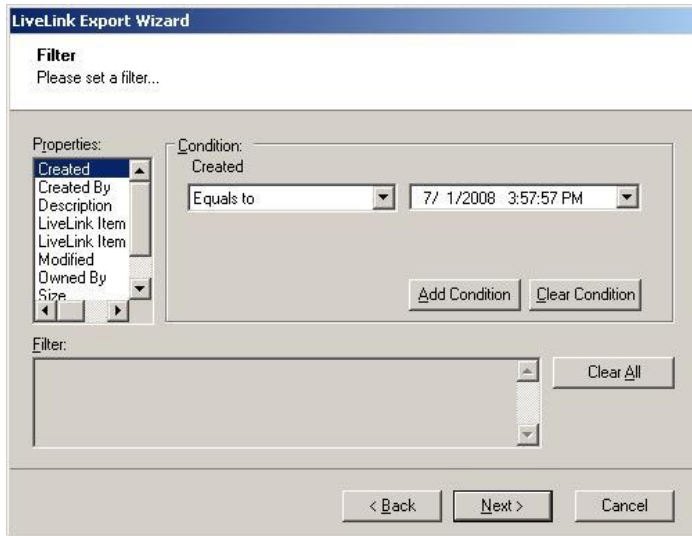 LiveLink Export Wizard
Filter
Please set a filter...
Properties:
Created
Created By
Description
LiveLink Item
LiveLink Item
Modified
Owned By
Size
Condition:
Created
Equals to
7/ 1/2008 3:57:57 PM
Add Condition
Clear Condition
Filter:
Clear All
< Back
Next >
Cancel